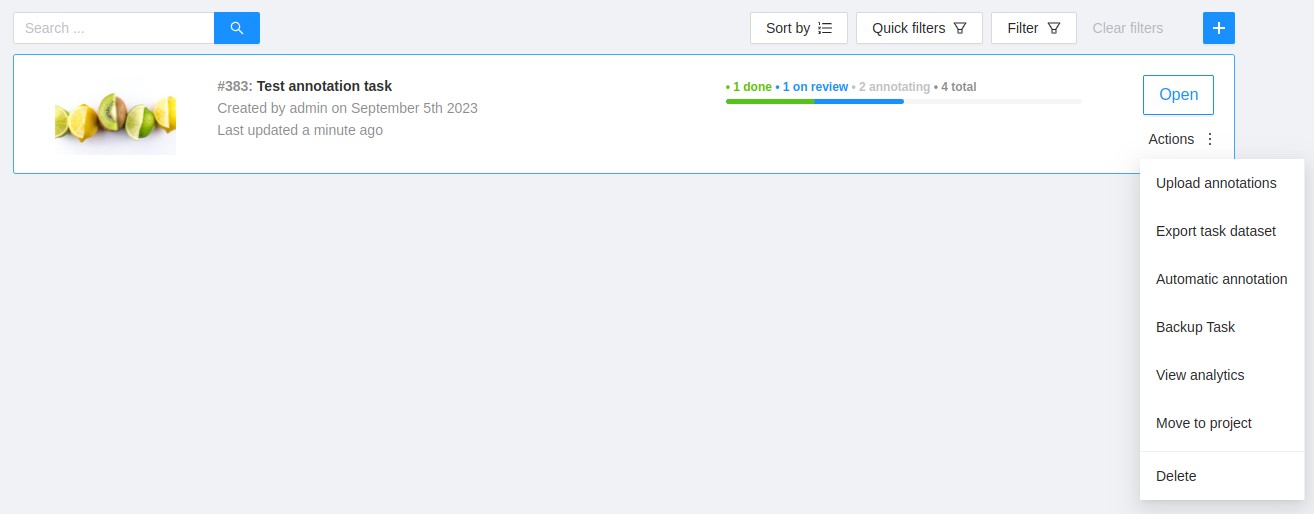 Search ...
Sort by
Quick filters
Filter
Clear filters
#383: Test annotation task
Created by admin on September 5th 2023
Last updated a minute ago
• 1 done • 1 on review • 2 annotating • 4 total
Open
Actions
Upload annotations
Export task dataset
Automatic annotation
Backup Task
View analytics
Move to project
Delete